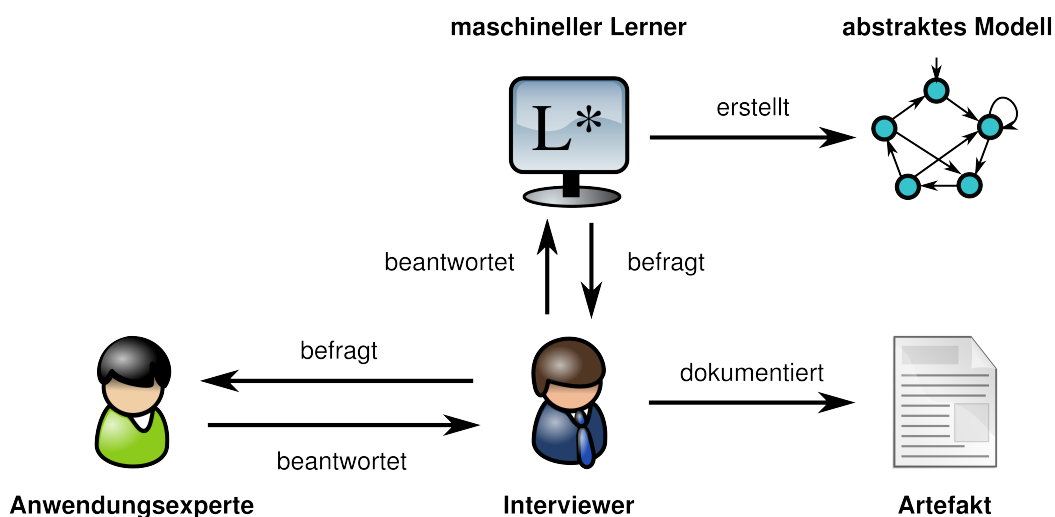 maschineller Lerner
abstraktes Modell
L*
erstellt
beantwortet
befragt
befragt
dokumentiert
beantwortet
Anwendungsexperte
Interviewer
Artefakt